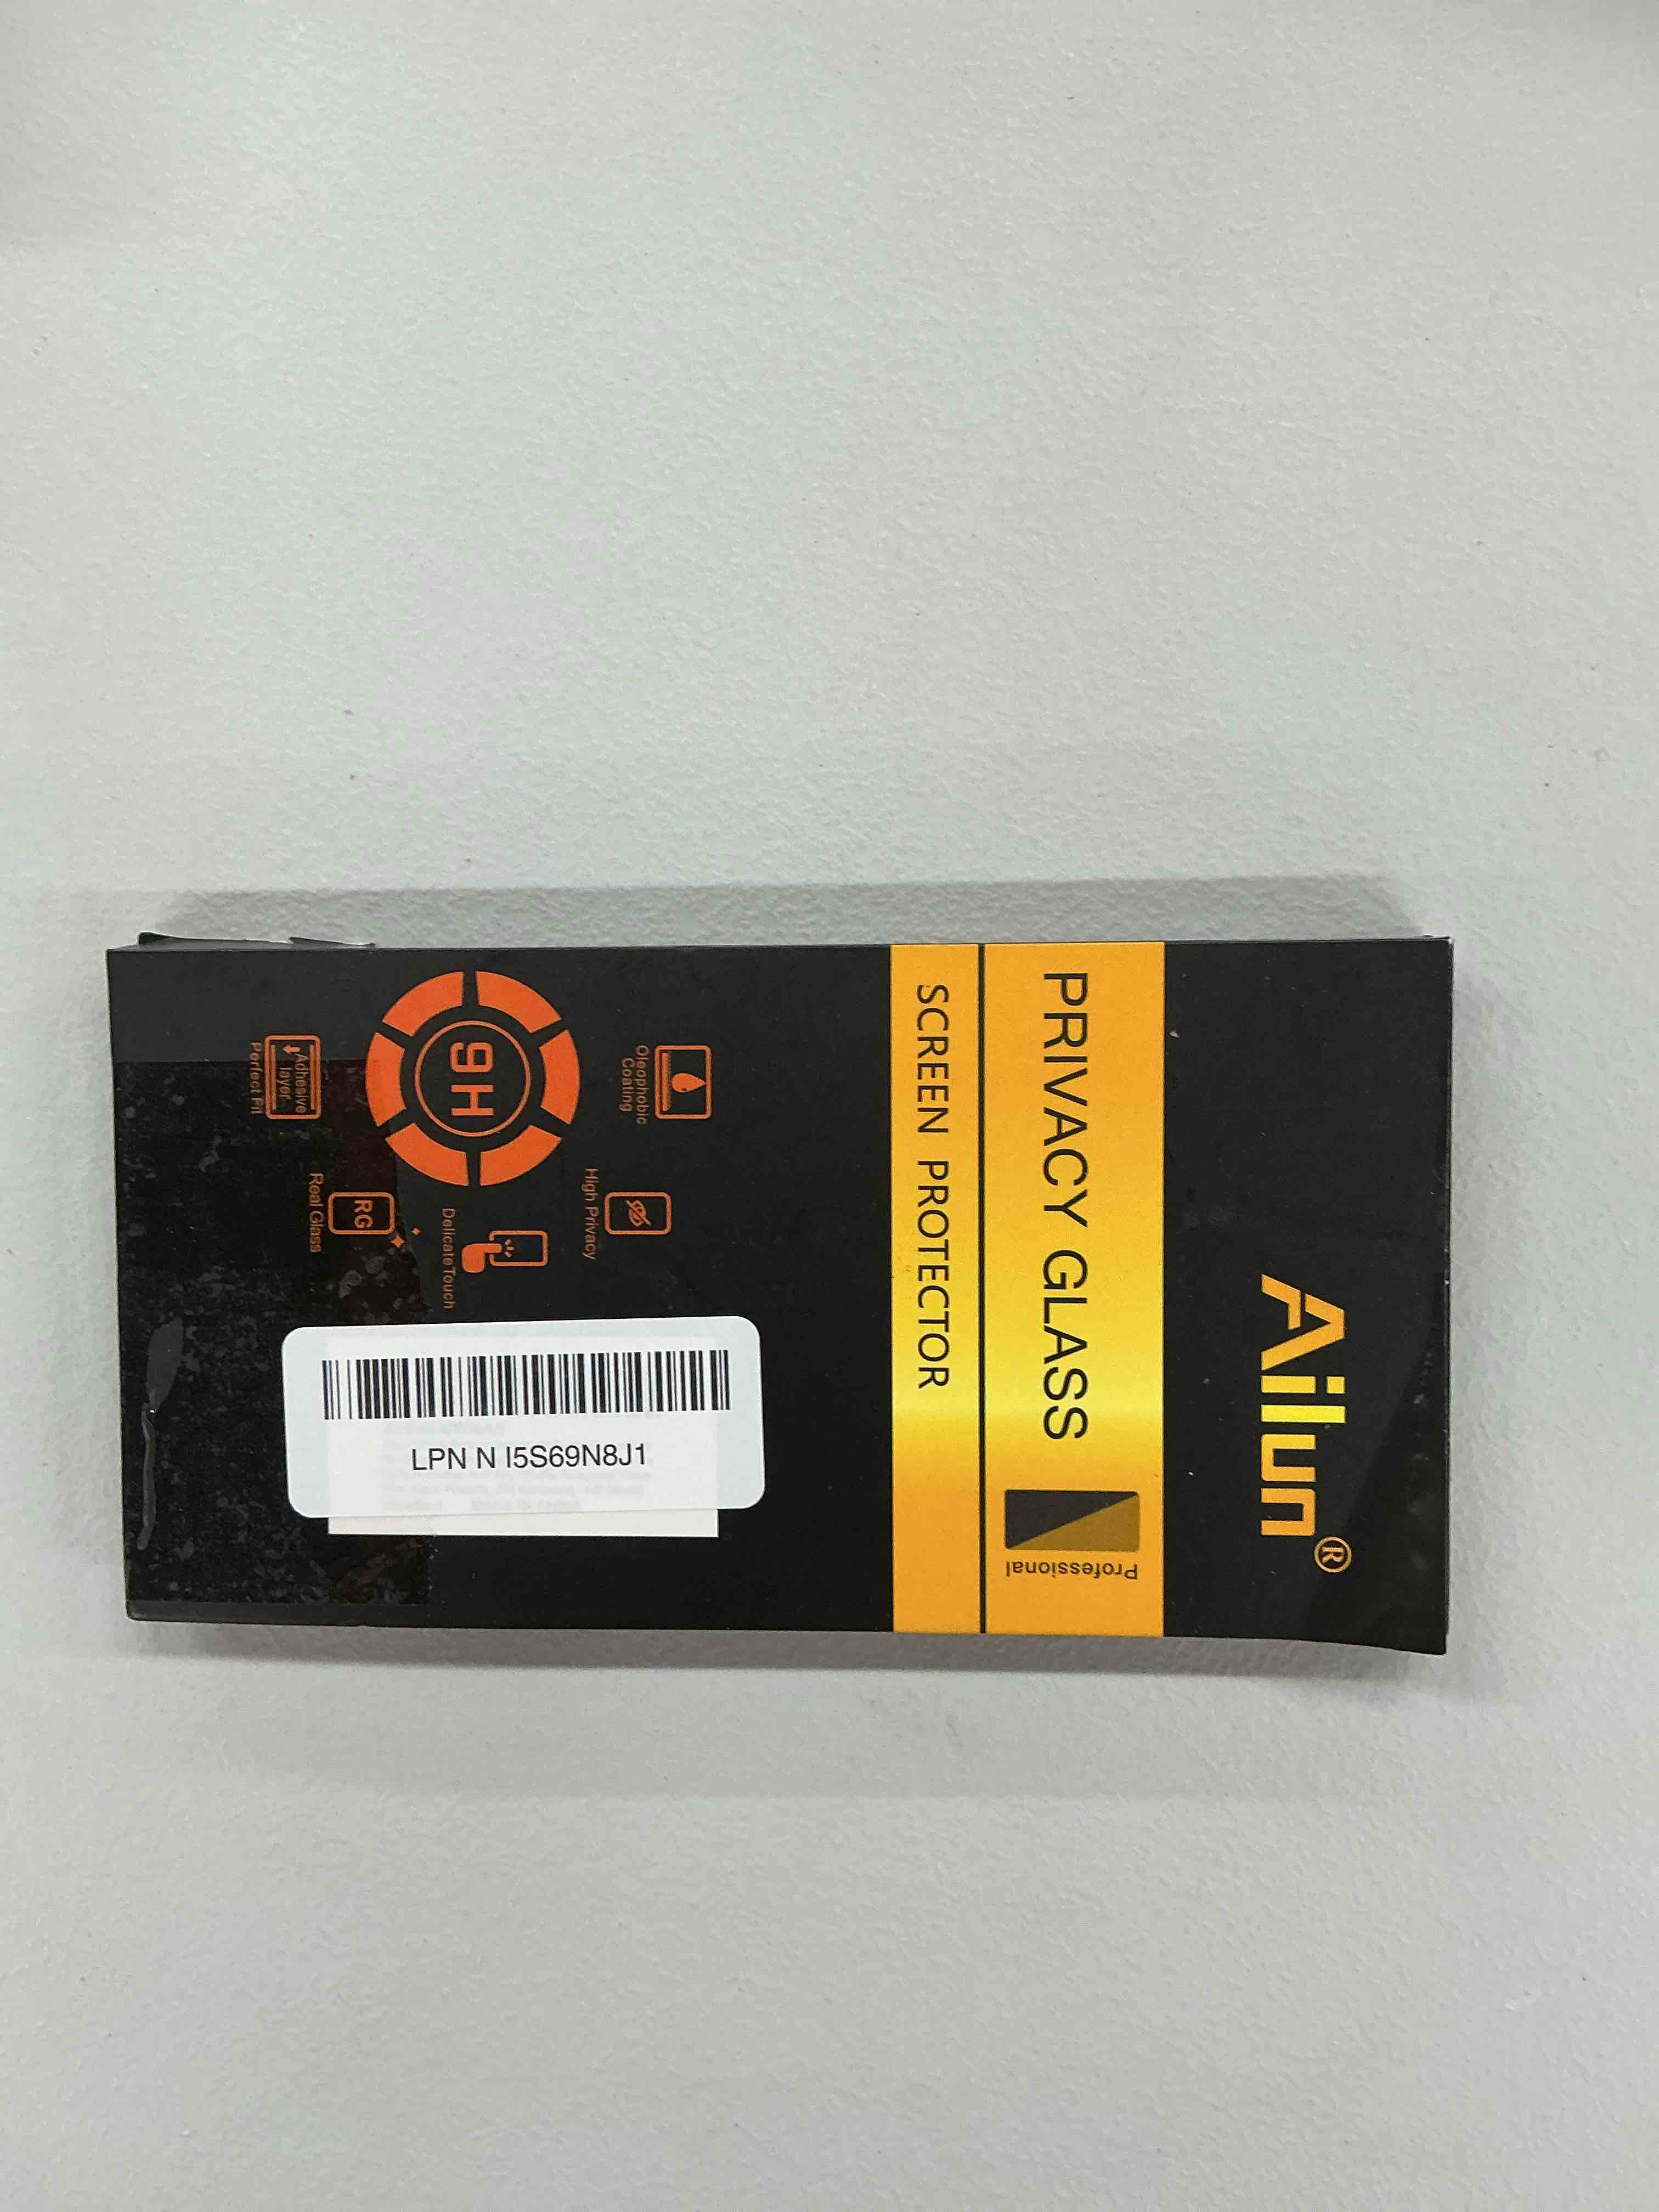 Ailun®
PRIVACY GLASS
Professional
SCREEN PROTECTOR
Oleophobic
Coating
High Privacy
9H
Delicate Touch
RG
Real Glass
Adhesive
layer
Perfect Fit
LPN N I5S69N8J1